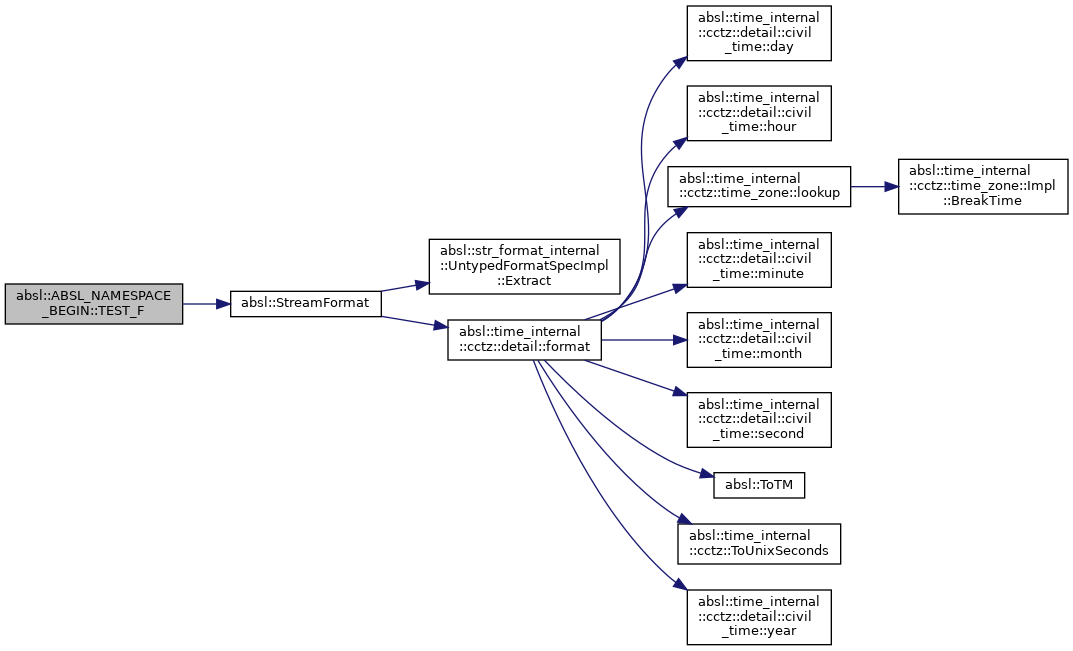 absl::ABSL_NAMESPACE
_BEGIN::TEST_F
absl::StreamFormat
absl::str_format_internal
::UntypedFormatSpecImpl
::Extract
absl::time_internal
::cctz::detail::format
absl::time_internal
::cctz::detail::civil
_time::day
absl::time_internal
::cctz::detail::civil
_time::hour
absl::time_internal
::cctz::time_zone::lookup
absl::time_internal
::cctz::time_zone::Impl
::BreakTime
absl::time_internal
::cctz::detail::civil
_time::minute
absl::time_internal
::cctz::detail::civil
_time::month
absl::time_internal
::cctz::detail::civil
_time::second
absl::ToTM
absl::time_internal
::cctz::ToUnixSeconds
absl::time_internal
::cctz::detail::civil
_time::year